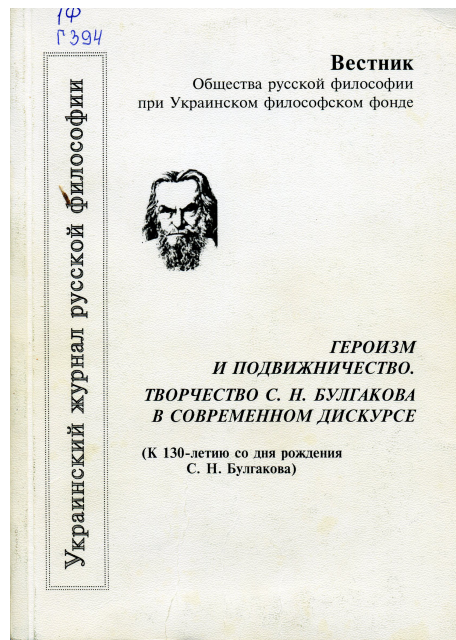 1Ф
Г394
Вестник
Общества русской философии
при Украинском философском фонде
Украинский журнал русской философии
ГЕРОИЗМ
И ПОДВИЖНИЧЕСТВО.
ТВОРЧЕСТВО С. Н. БУЛГАКОВА
В СОВРЕМЕННОМ ДИСКУРСЕ
(К 130-летию со дня рождения
С. Н. Булгакова)